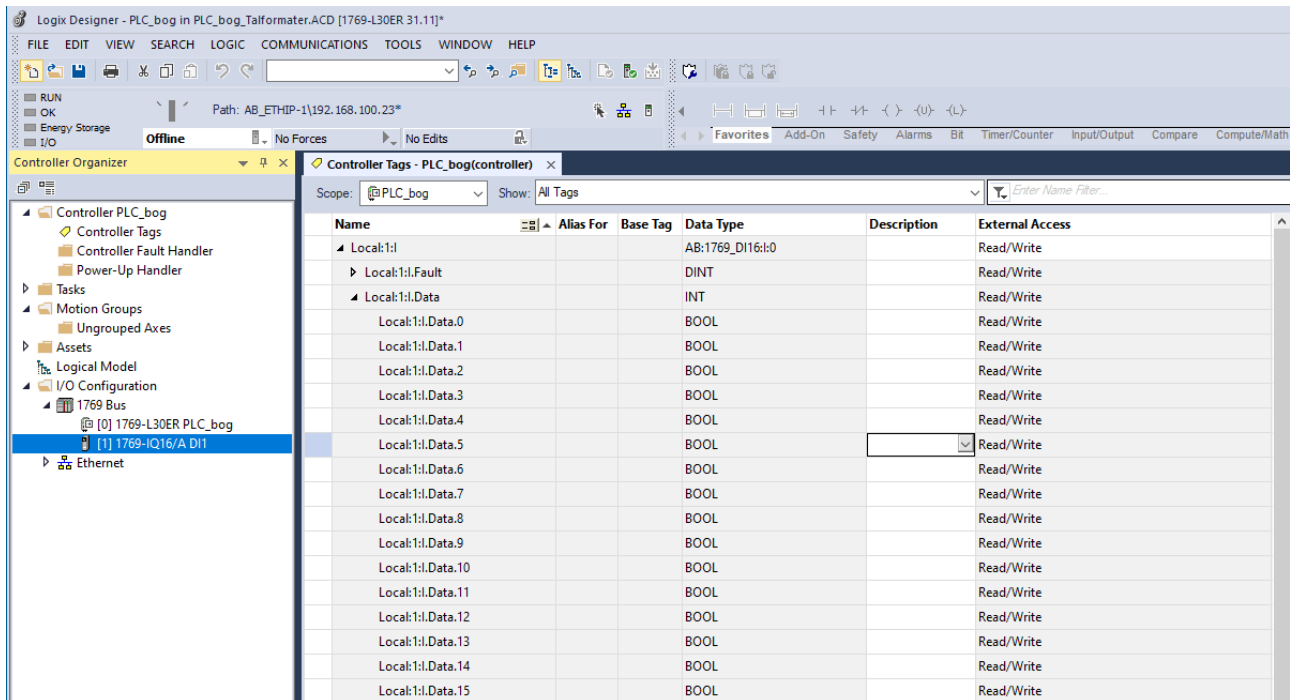 Logix Designer - PLC_bog in PLC_bog_Talformater.ACD [1769-L30ER 31.11]*
FILE EDIT VIEW SEARCH LOGIC COMMUNICATIONS TOOLS WINDOW HELP
RUN
OK
Energy Storage
I/O
Path: AB_ETHIP-1\192.168.100.23*
Offline No Forces No Edits
Favorites Add-On Safety Alarms Bit Timer/Counter Input/Output Compare Compute/Math
Controller Organizer
Controller PLC_bog
Controller Tags
Controller Fault Handler
Power-Up Handler
Tasks
Motion Groups
Ungrouped Axes
Assets
Logical Model
I/O Configuration
1769 Bus
[0] 1769-L30ER PLC_bog
[1] 1769-IQ16/A DI1
Ethernet
Controller Tags - PLC_bog(controller)
Scope: PLC_bog Show: All Tags Enter Name Filter...
Name Alias For Base Tag Data Type Description External Access
Local:1:I AB:1769_DI16:I:0 Read/Write
Local:1:I.Fault DINT Read/Write
Local:1:I.Data INT Read/Write
Local:1:I.Data.0 BOOL Read/Write
Local:1:I.Data.1 BOOL Read/Write
Local:1:I.Data.2 BOOL Read/Write
Local:1:I.Data.3 BOOL Read/Write
Local:1:I.Data.4 BOOL Read/Write
Local:1:I.Data.5 BOOL Read/Write
Local:1:I.Data.6 BOOL Read/Write
Local:1:I.Data.7 BOOL Read/Write
Local:1:I.Data.8 BOOL Read/Write
Local:1:I.Data.9 BOOL Read/Write
Local:1:I.Data.10 BOOL Read/Write
Local:1:I.Data.11 BOOL Read/Write
Local:1:I.Data.12 BOOL Read/Write
Local:1:I.Data.13 BOOL Read/Write
Local:1:I.Data.14 BOOL Read/Write
Local:1:I.Data.15 BOOL Read/Write